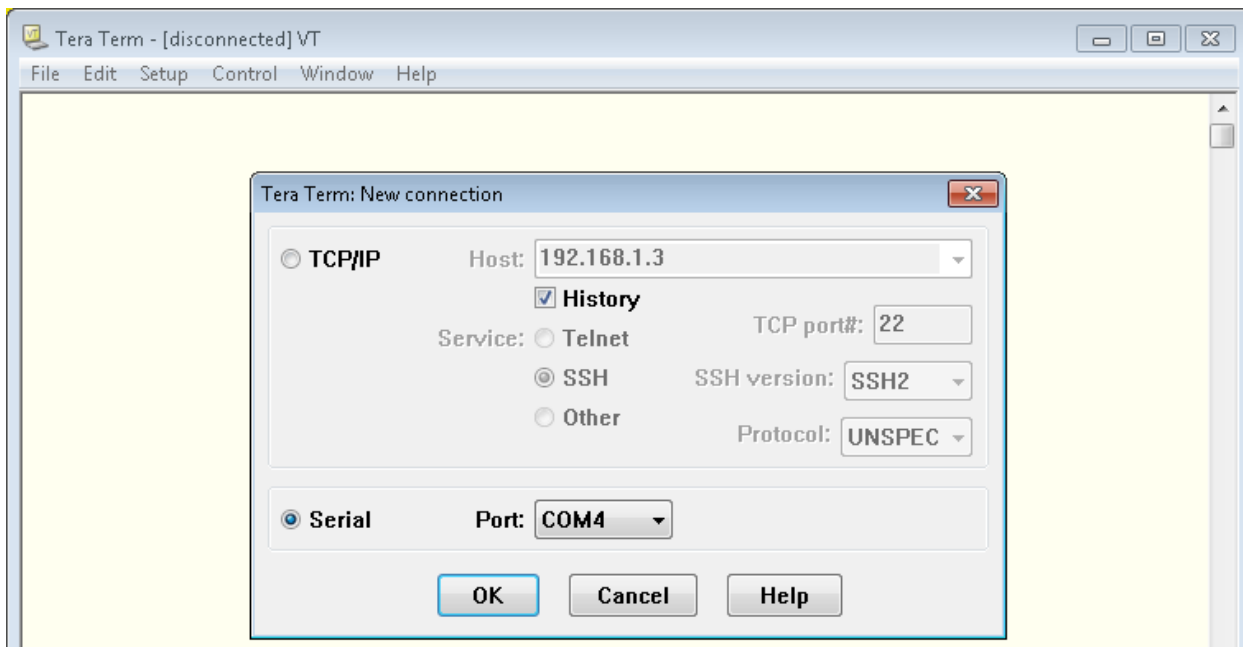 Tera Term - [disconnected] VT
File Edit Setup Control Window Help
Tera Term: New connection
TCP/IP Host: 192.168.1.3
History
Service: Telnet TCP port#: 22
SSH SSH version: SSH2
Other Protocol: UNSPEC
Serial Port: COM4
OK Cancel Help